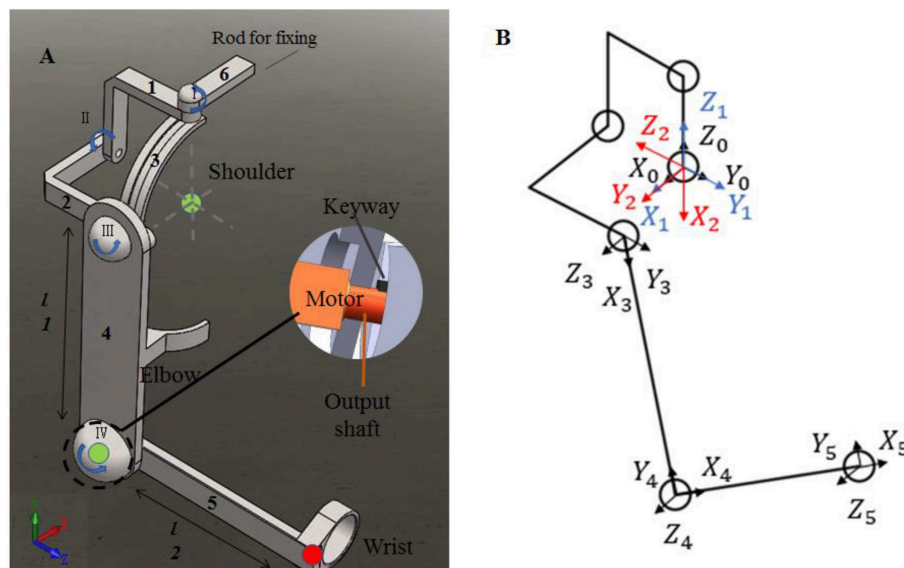 A
Rod for fixing
1
6
I
II
3
Shoulder
2
Keyway
III
Motor
l
1
4
Elbow
Output
shaft
IV
5
l
2
Wrist
Z
B
Z₁
Z₂
Z₀
X₀
Y₀
Y₂
X₁
X₂
Y₁
Z₃
Y₃
X₃
Y₄
X₄
Y₅
X₅
Z₄
Z₅